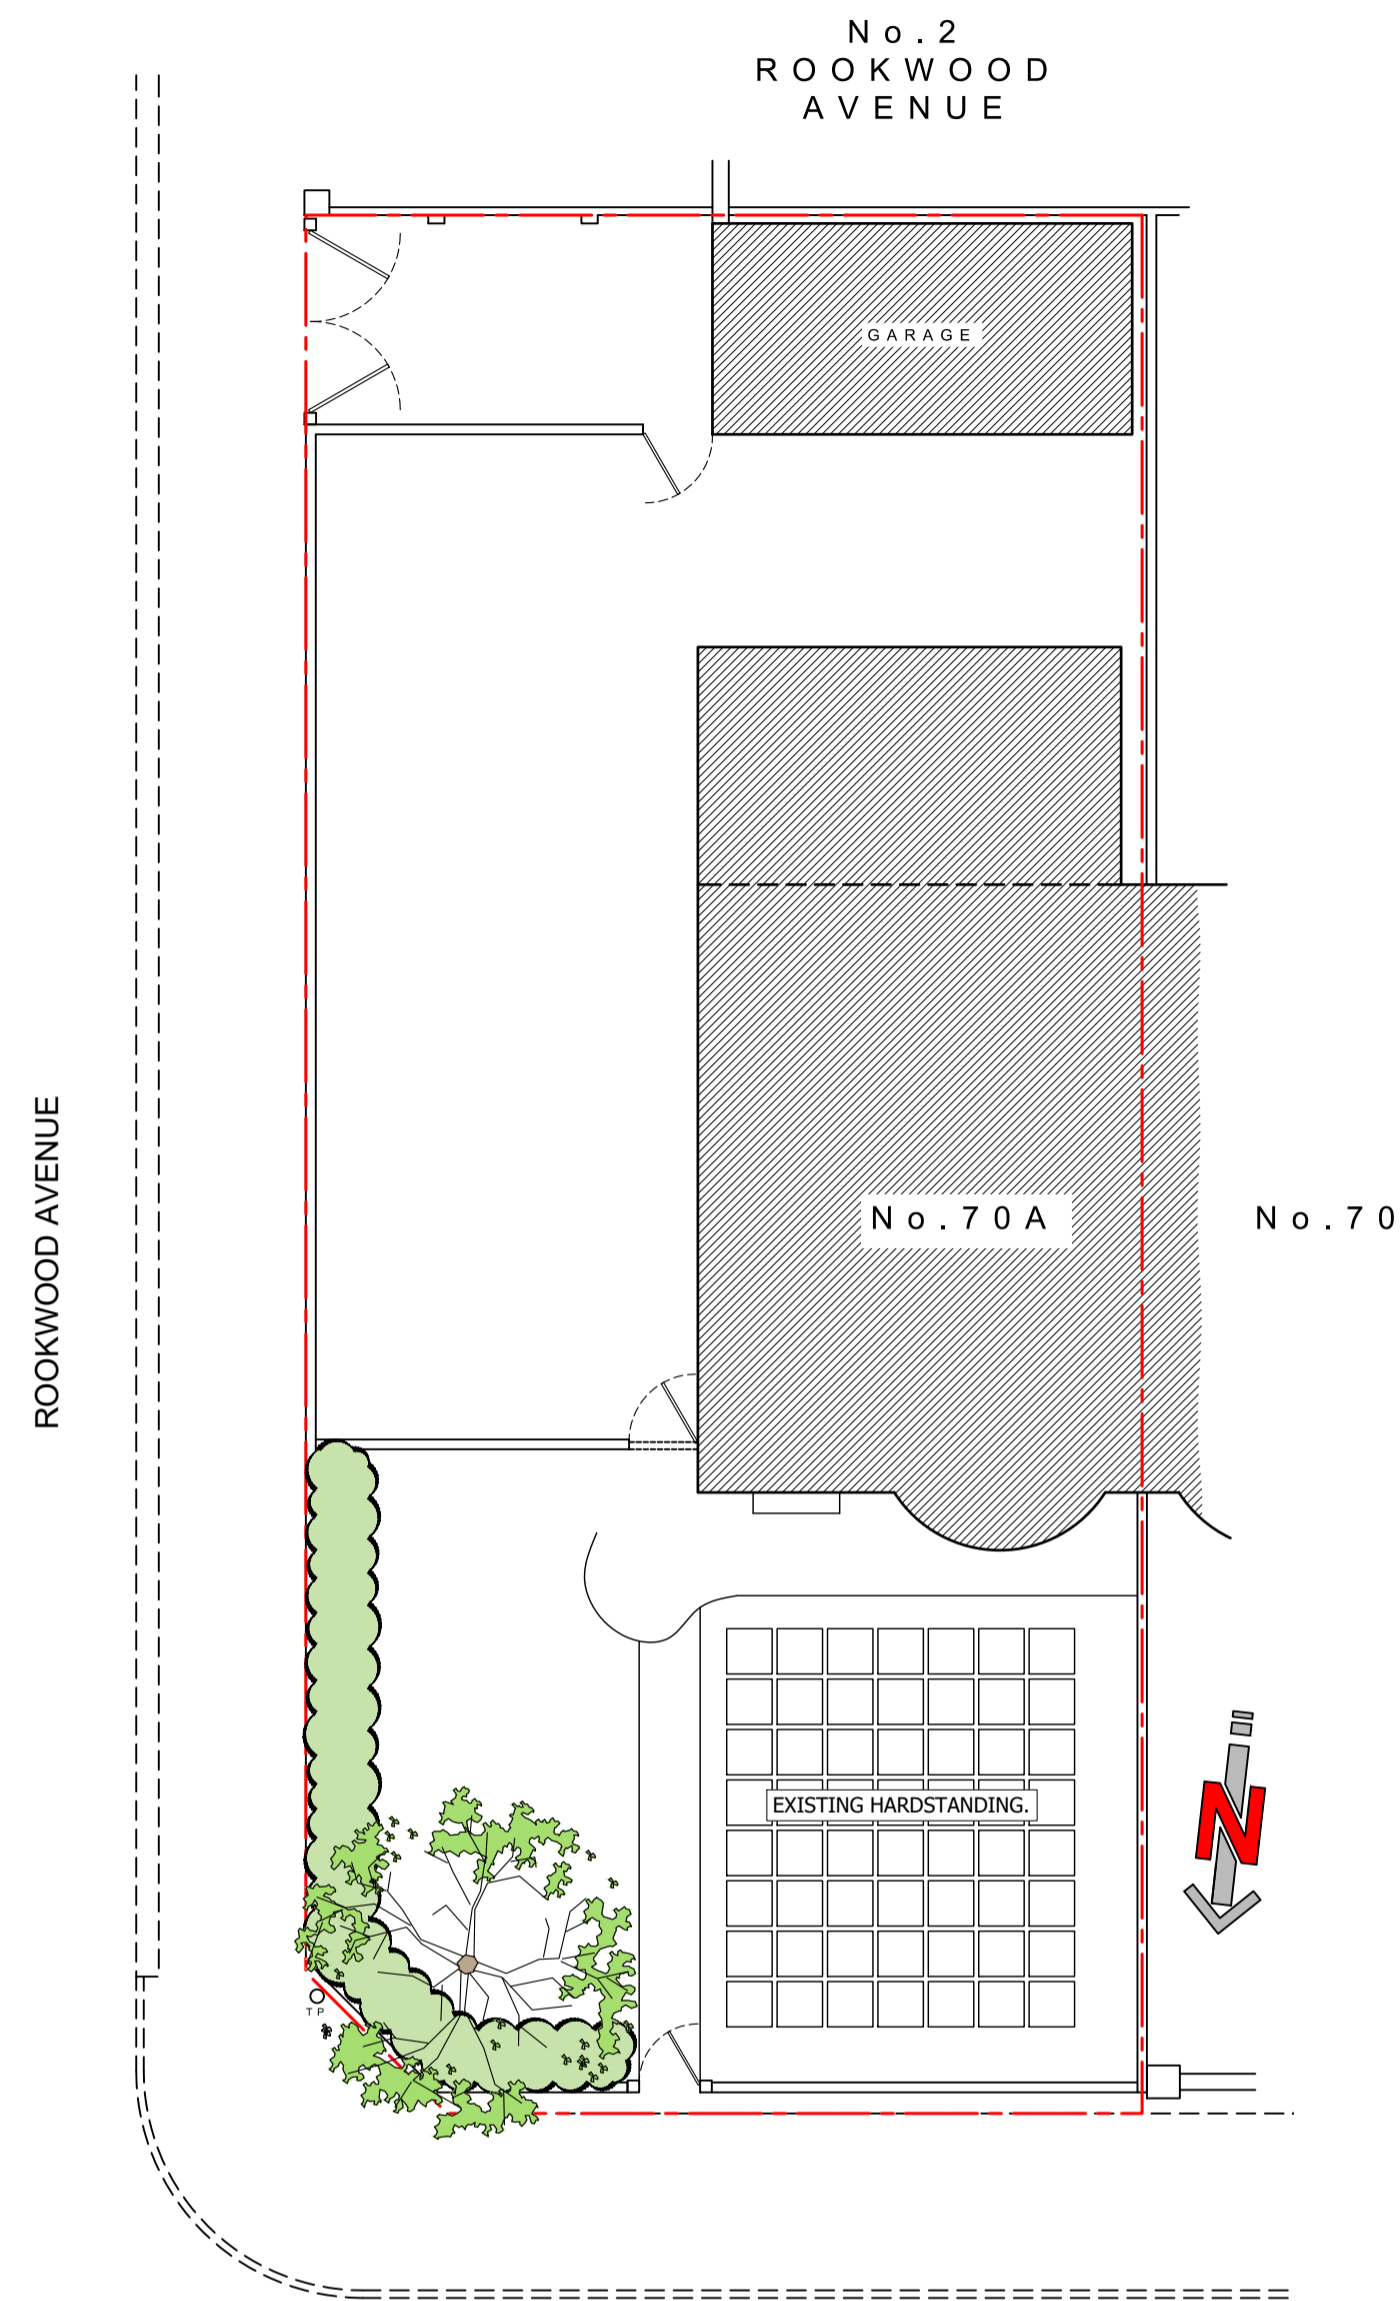 No.2
ROOKWOOD
AVENUE
GARAGE
ROOKWOOD AVENUE
No.70A
No.70
EXISTING HARDSTANDING.
N
TP